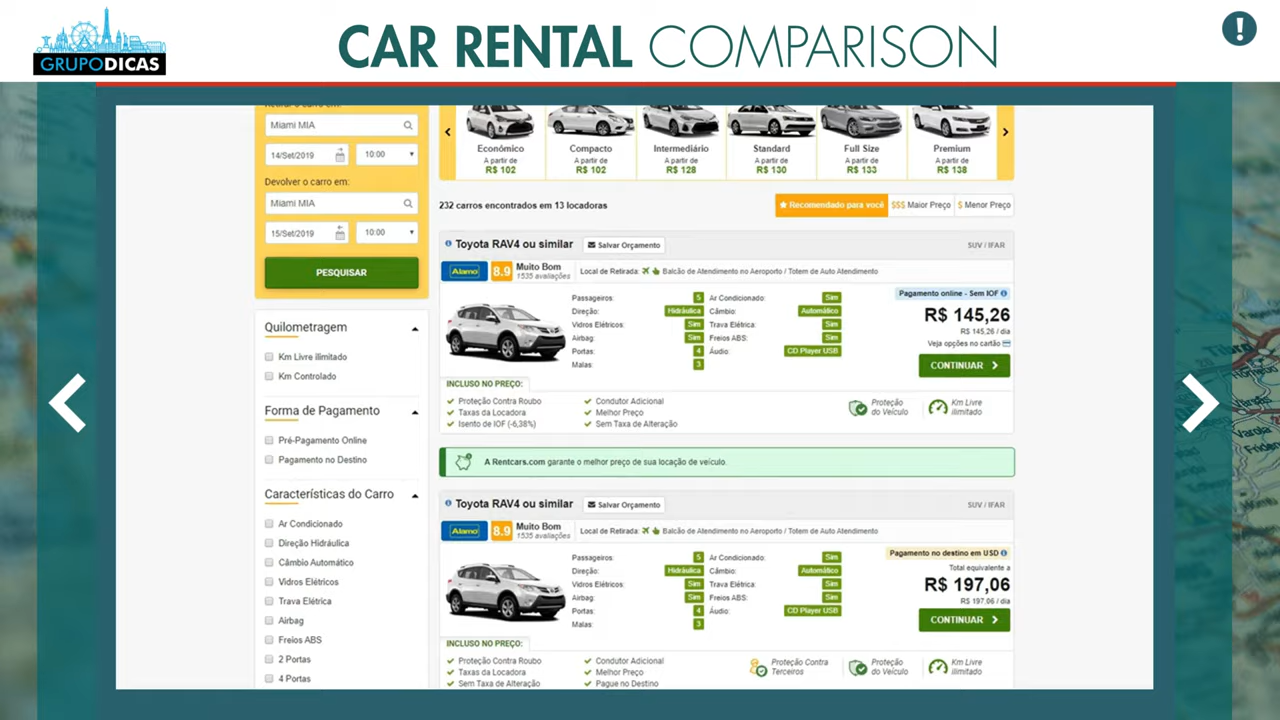 GRUPODICAS
CAR RENTAL COMPARISON
!
Miami MIA
14/Set/2019
10:00
Devolver o carro em:
Miami MIA
15/Set/2019
10:00
PESQUISAR
Quilometragem
Km Livre ilimitado
Km Controlado
Forma de Pagamento
Pré-Pagamento Online
Pagamento no Destino
Características do Carro
Ar Condicionado
Direção Hidráulica
Câmbio Automático
Vidros Elétricos
Trava Elétrica
Airbag
Freios ABS
2 Portas
4 Portas
Econômico
A partir de
R$ 102
Compacto
A partir de
R$ 102
Intermediário
A partir de
R$ 128
Standard
A partir de
R$ 130
Full Size
A partir de
R$ 133
Premium
A partir de
R$ 138
232 carros encontrados em 13 locadoras
Recomendado para você
$$$ Maior Preço
$ Menor Preço
Toyota RAV4 ou similar
Salvar Orçamento
SUV / IFAR
Alamo
8.9
Muito Bom
1535 avaliações
Local de Retirada: Balcão de Atendimento no Aeroporto / Totem de Auto Atendimento
Passageiros: 5
Direção: Hidráulica
Vidros Elétricos: Sim
Airbag: Sim
Portas: 4
Malas: 3
Ar Condicionado: Sim
Câmbio: Automático
Trava Elétrica: Sim
Freios ABS: Sim
Áudio: CD Player USB
Pagamento online - Sem IOF
R$ 145,26
R$ 145,26 / dia
Veja opções no cartão
CONTINUAR
INCLUSO NO PREÇO:
Proteção Contra Roubo
Taxas da Locadora
Isento de IOF (-6,38%)
Condutor Adicional
Melhor Preço
Sem Taxa de Alteração
Proteção
do Veículo
Km Livre
ilimitado
A Rentcars.com garante o melhor preço de sua locação de veículo.
Toyota RAV4 ou similar
Salvar Orçamento
SUV / IFAR
Alamo
8.9
Muito Bom
1535 avaliações
Local de Retirada: Balcão de Atendimento no Aeroporto / Totem de Auto Atendimento
Passageiros: 5
Direção: Hidráulica
Vidros Elétricos: Sim
Airbag: Sim
Portas: 4
Malas: 3
Ar Condicionado: Sim
Câmbio: Automático
Trava Elétrica: Sim
Freios ABS: Sim
Áudio: CD Player USB
Pagamento no destino em USD
Total equivalente a
R$ 197,06
R$ 197,06 / dia
CONTINUAR
INCLUSO NO PREÇO:
Proteção Contra Roubo
Taxas da Locadora
Sem Taxa de Alteração
Condutor Adicional
Melhor Preço
Pague no Destino
Proteção Contra
Terceiros
Proteção
do Veículo
Km Livre
ilimitado